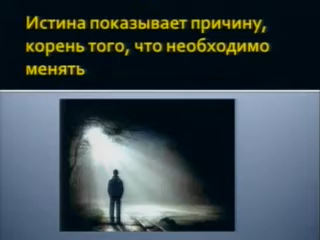 Истина показывает причину,
корень того, что необходимо
менять